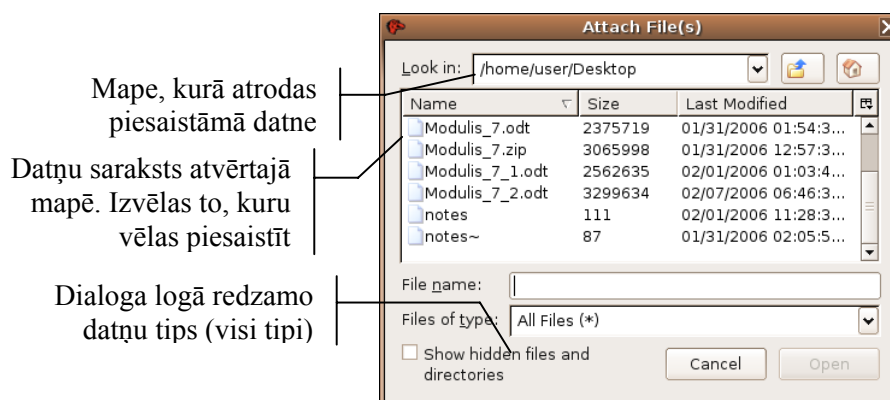 Attach File(s)
Look in: /home/user/Desktop
Name Size Last Modified
Modulis_7.odt 2375719 01/31/2006 01:54:3...
Modulis_7.zip 3065998 01/31/2006 12:57:3...
Modulis_7_1.odt 2562635 02/01/2006 01:03:4...
Modulis_7_2.odt 3299634 02/07/2006 06:46:3...
notes 111 02/01/2006 11:28:3...
notes~ 87 01/31/2006 02:05:5...
File name:
Files of type: All Files (*)
Show hidden files and
directories
Cancel Open
Mape, kurā atrodas
piesaistāmā datne
Datņu saraksts atvērtajā
mapē. Izvēlas to, kuru
vēlas piesaistīt
Dialoga logā redzamo
datņu tips (visi tipi)